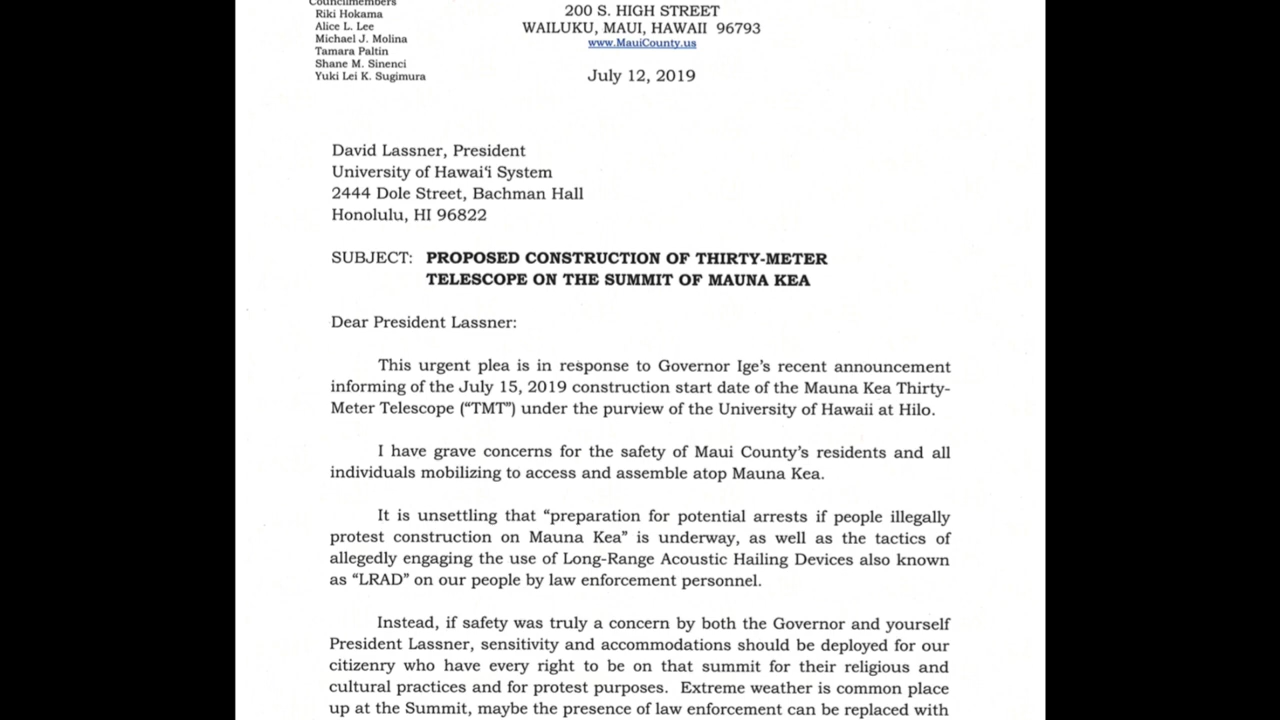 Councilmembers
Riki Hokama
Alice L. Lee
Michael J. Molina
Tamara Paltin
Shane M. Sinenci
Yuki Lei K. Sugimura
200 S. HIGH STREET
WAILUKU, MAUI, HAWAII 96793
www.MauiCounty.us
July 12, 2019
David Lassner, President
University of Hawai‘i System
2444 Dole Street, Bachman Hall
Honolulu, HI 96822
SUBJECT: PROPOSED CONSTRUCTION OF THIRTY-METER
TELESCOPE ON THE SUMMIT OF MAUNA KEA
Dear President Lassner:
This urgent plea is in response to Governor Ige’s recent announcement
informing of the July 15, 2019 construction start date of the Mauna Kea Thirty-
Meter Telescope (“TMT”) under the purview of the University of Hawaii at Hilo.
I have grave concerns for the safety of Maui County’s residents and all
individuals mobilizing to access and assemble atop Mauna Kea.
It is unsettling that “preparation for potential arrests if people illegally
protest construction on Mauna Kea” is underway, as well as the tactics of
allegedly engaging the use of Long-Range Acoustic Hailing Devices also known
as “LRAD” on our people by law enforcement personnel.
Instead, if safety was truly a concern by both the Governor and yourself
President Lassner, sensitivity and accommodations should be deployed for our
citizenry who have every right to be on that summit for their religious and
cultural practices and for protest purposes. Extreme weather is common place
up at the Summit, maybe the presence of law enforcement can be replaced with